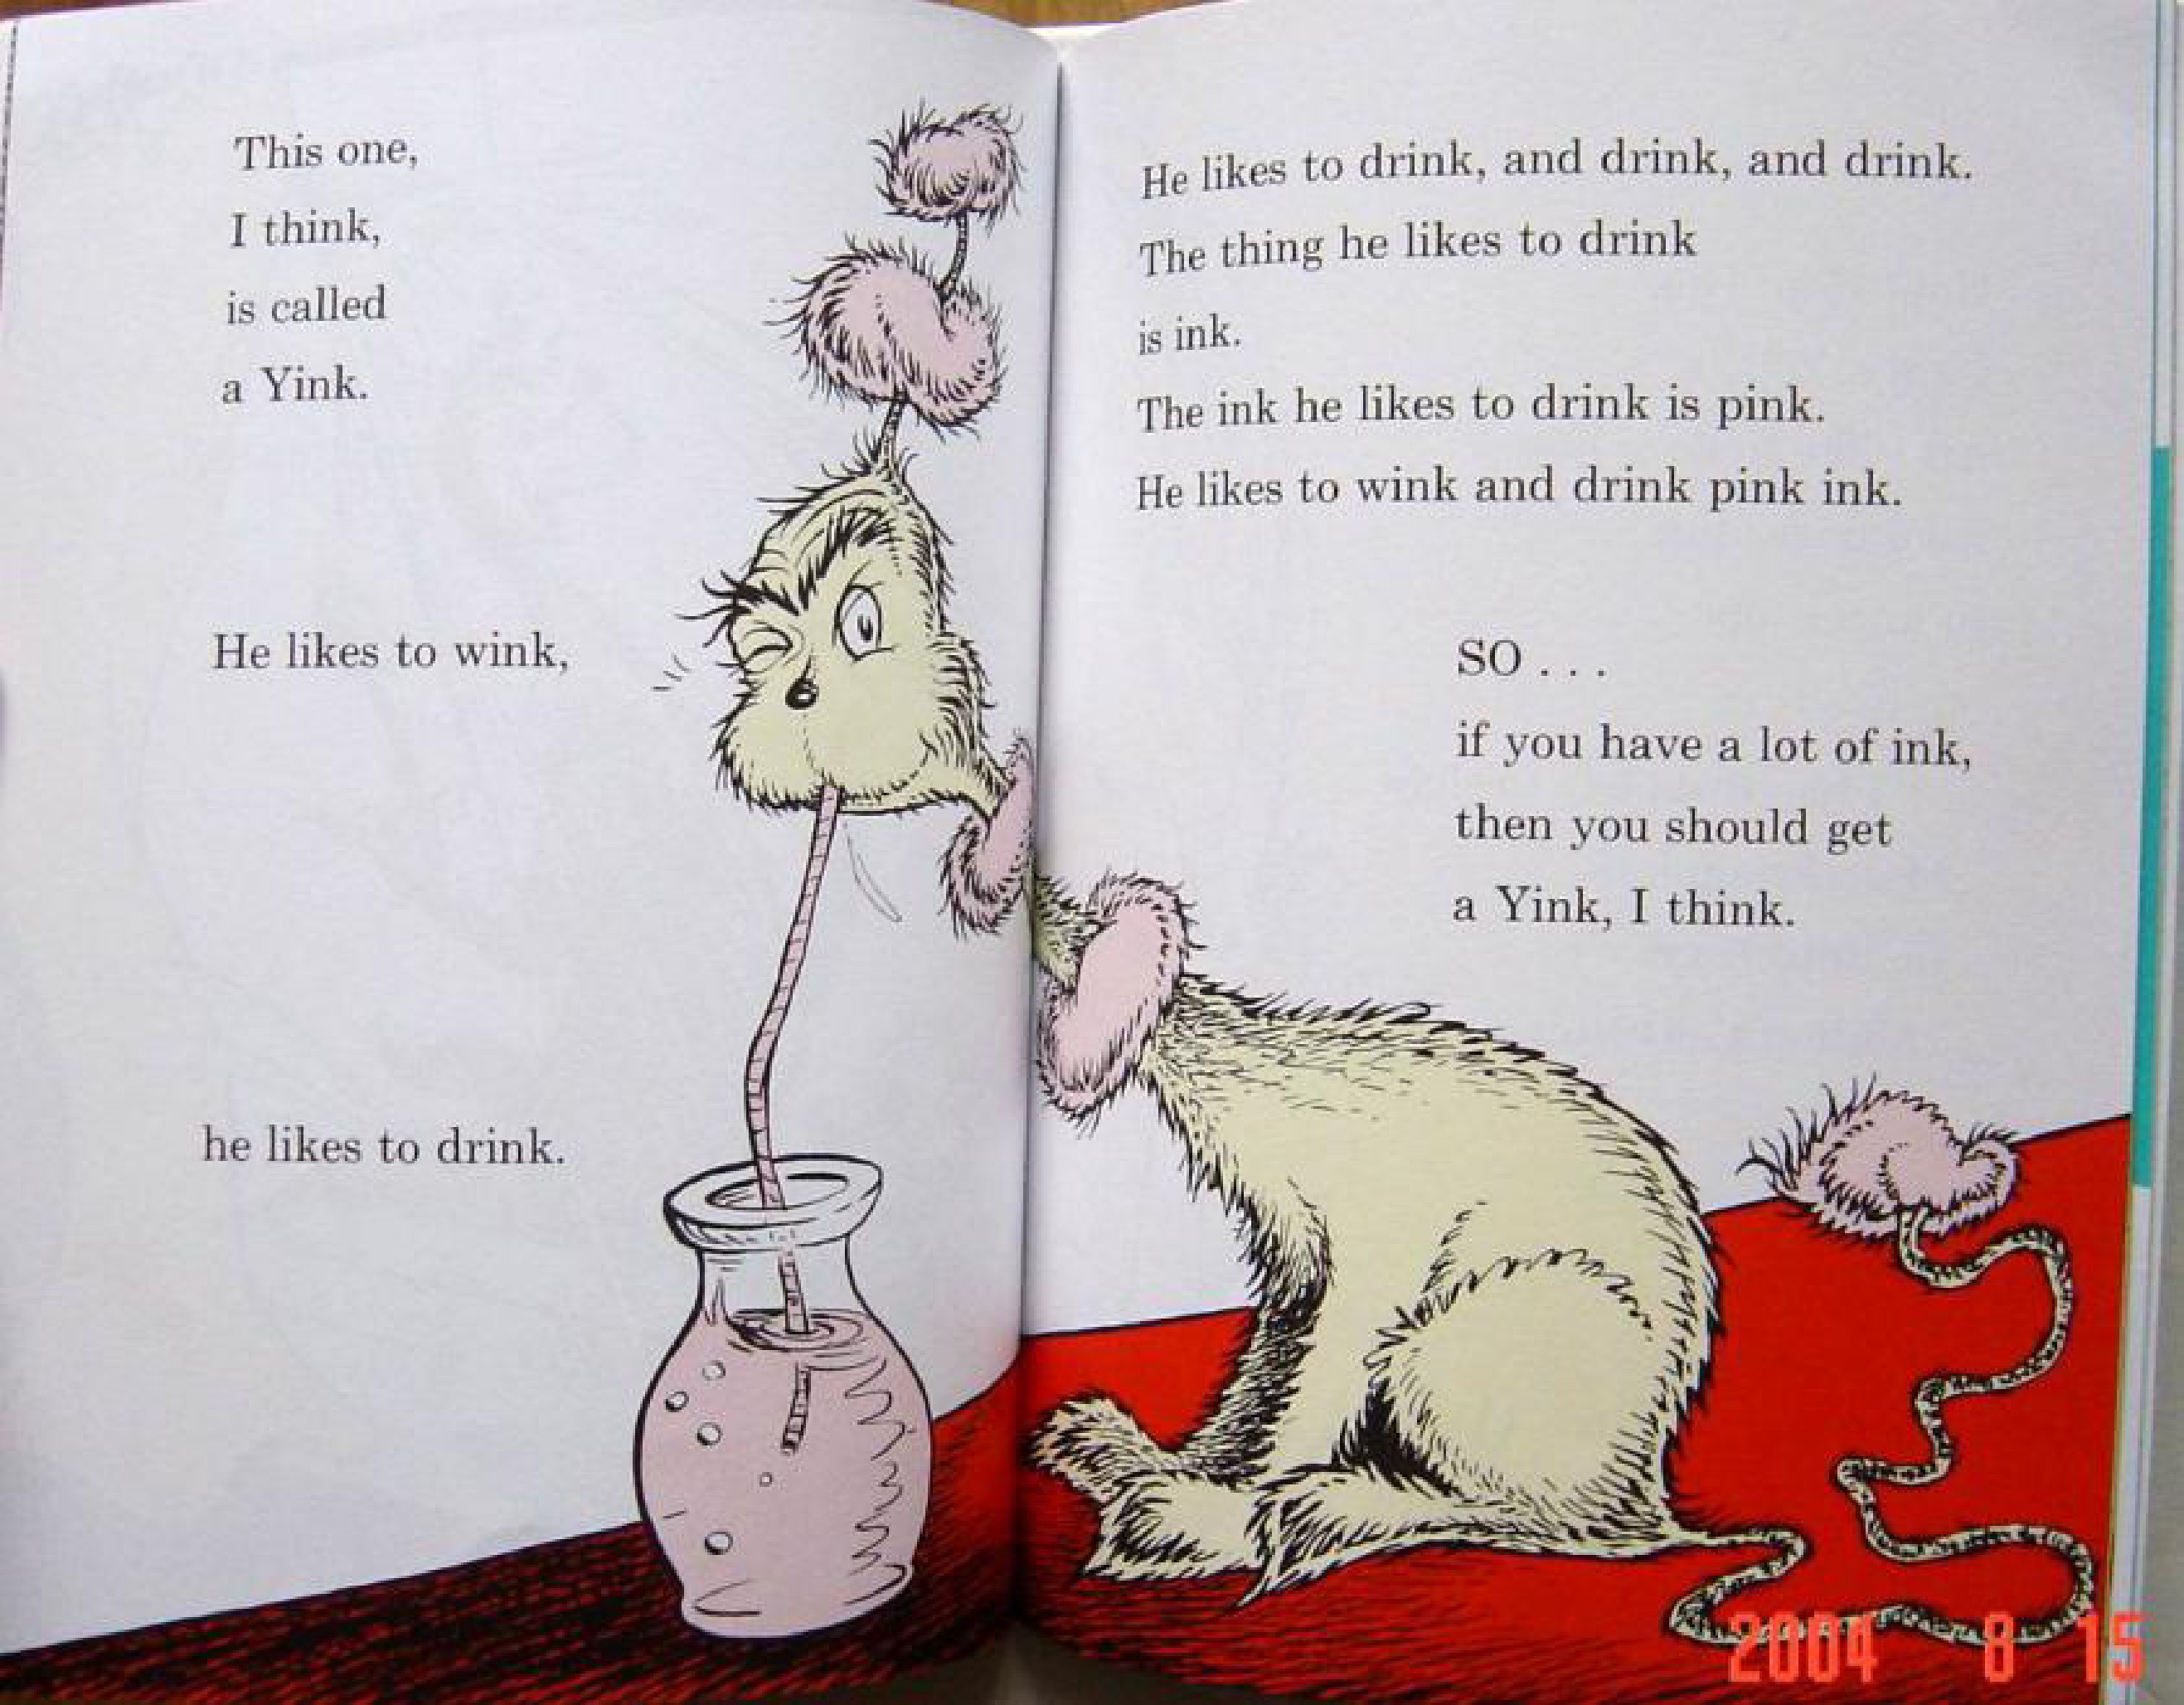 This one,
I think,
is called
a Yink.
He likes to wink,
he likes to drink.
He likes to drink, and drink, and drink.
The thing he likes to drink
is ink.
The ink he likes to drink is pink.
He likes to wink and drink pink ink.
SO . . .
if you have a lot of ink,
then you should get
a Yink, I think.
2004 8 15